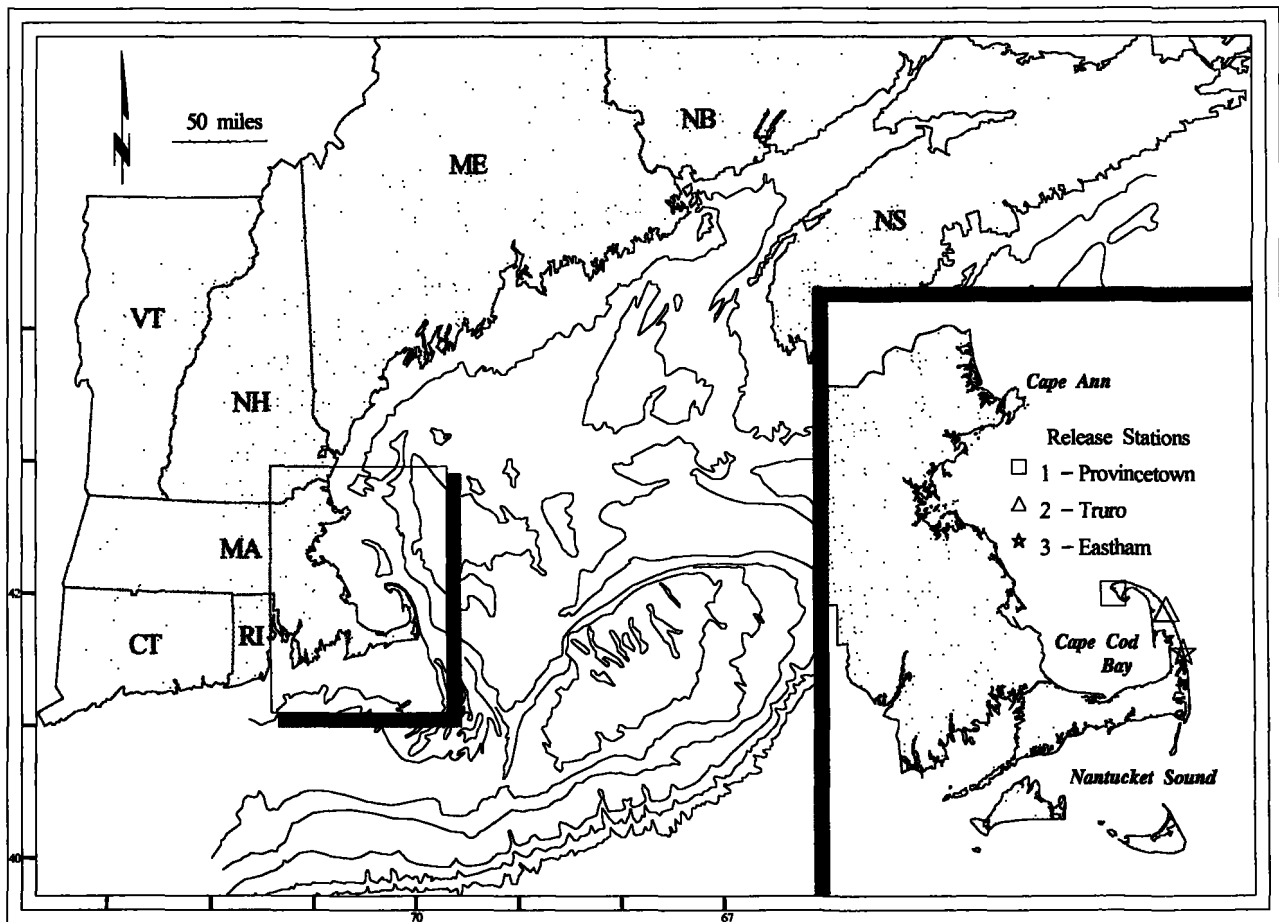 N
50 miles
NB
ME
NS
VT
NH
MA
CT
RI
42
40
70
67
Cape Ann
Release Stations
1 – Provincetown
2 – Truro
3 – Eastham
Cape Cod
Bay
Nantucket Sound